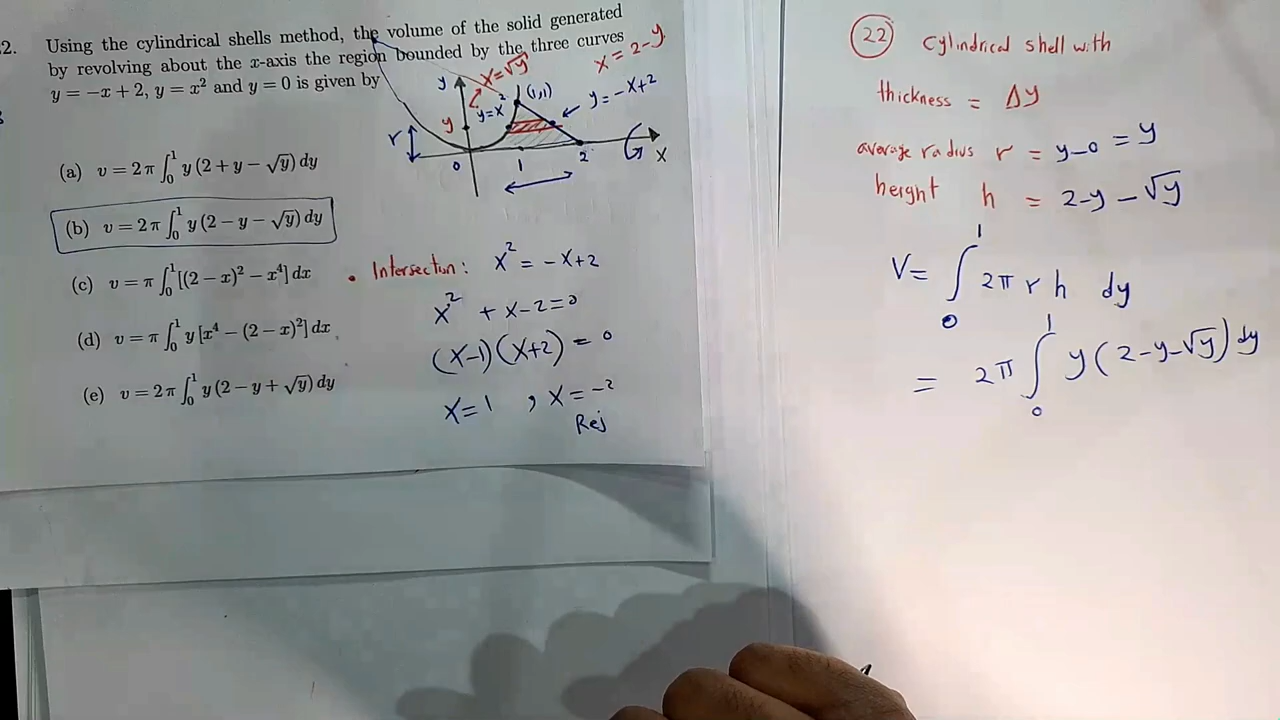 2. Using the cylindrical shells method, the volume of the solid generated
by revolving about the x-axis the region bounded by the three curves
y = −x + 2, y = x² and y = 0 is given by
(a) v = 2π ∫₀¹ y (2 + y − √y) dy
(b) v = 2π ∫₀¹ y (2 − y − √y) dy
(c) v = π ∫₀¹ [(2 − x)² − x⁴] dx
(d) v = π ∫₀¹ y [x⁴ − (2 − x)²] dx
(e) v = 2π ∫₀¹ y (2 − y + √y) dy
x = √y
x = 2-y
y
(1,1)
y = x²
y = -x+2
y
r
0
1
2
x
• Intersection: x² = -x+2
x² + x-2=0
(x-1)(x+2) = 0
x=1 , x=-2
Rej
22 Cylindrical shell with
thickness = Δy
average radius r = y-0 = y
height h = 2-y-√y
V = ∫₀¹ 2π r h dy
= 2π ∫₀¹ y(2-y-√y) dy